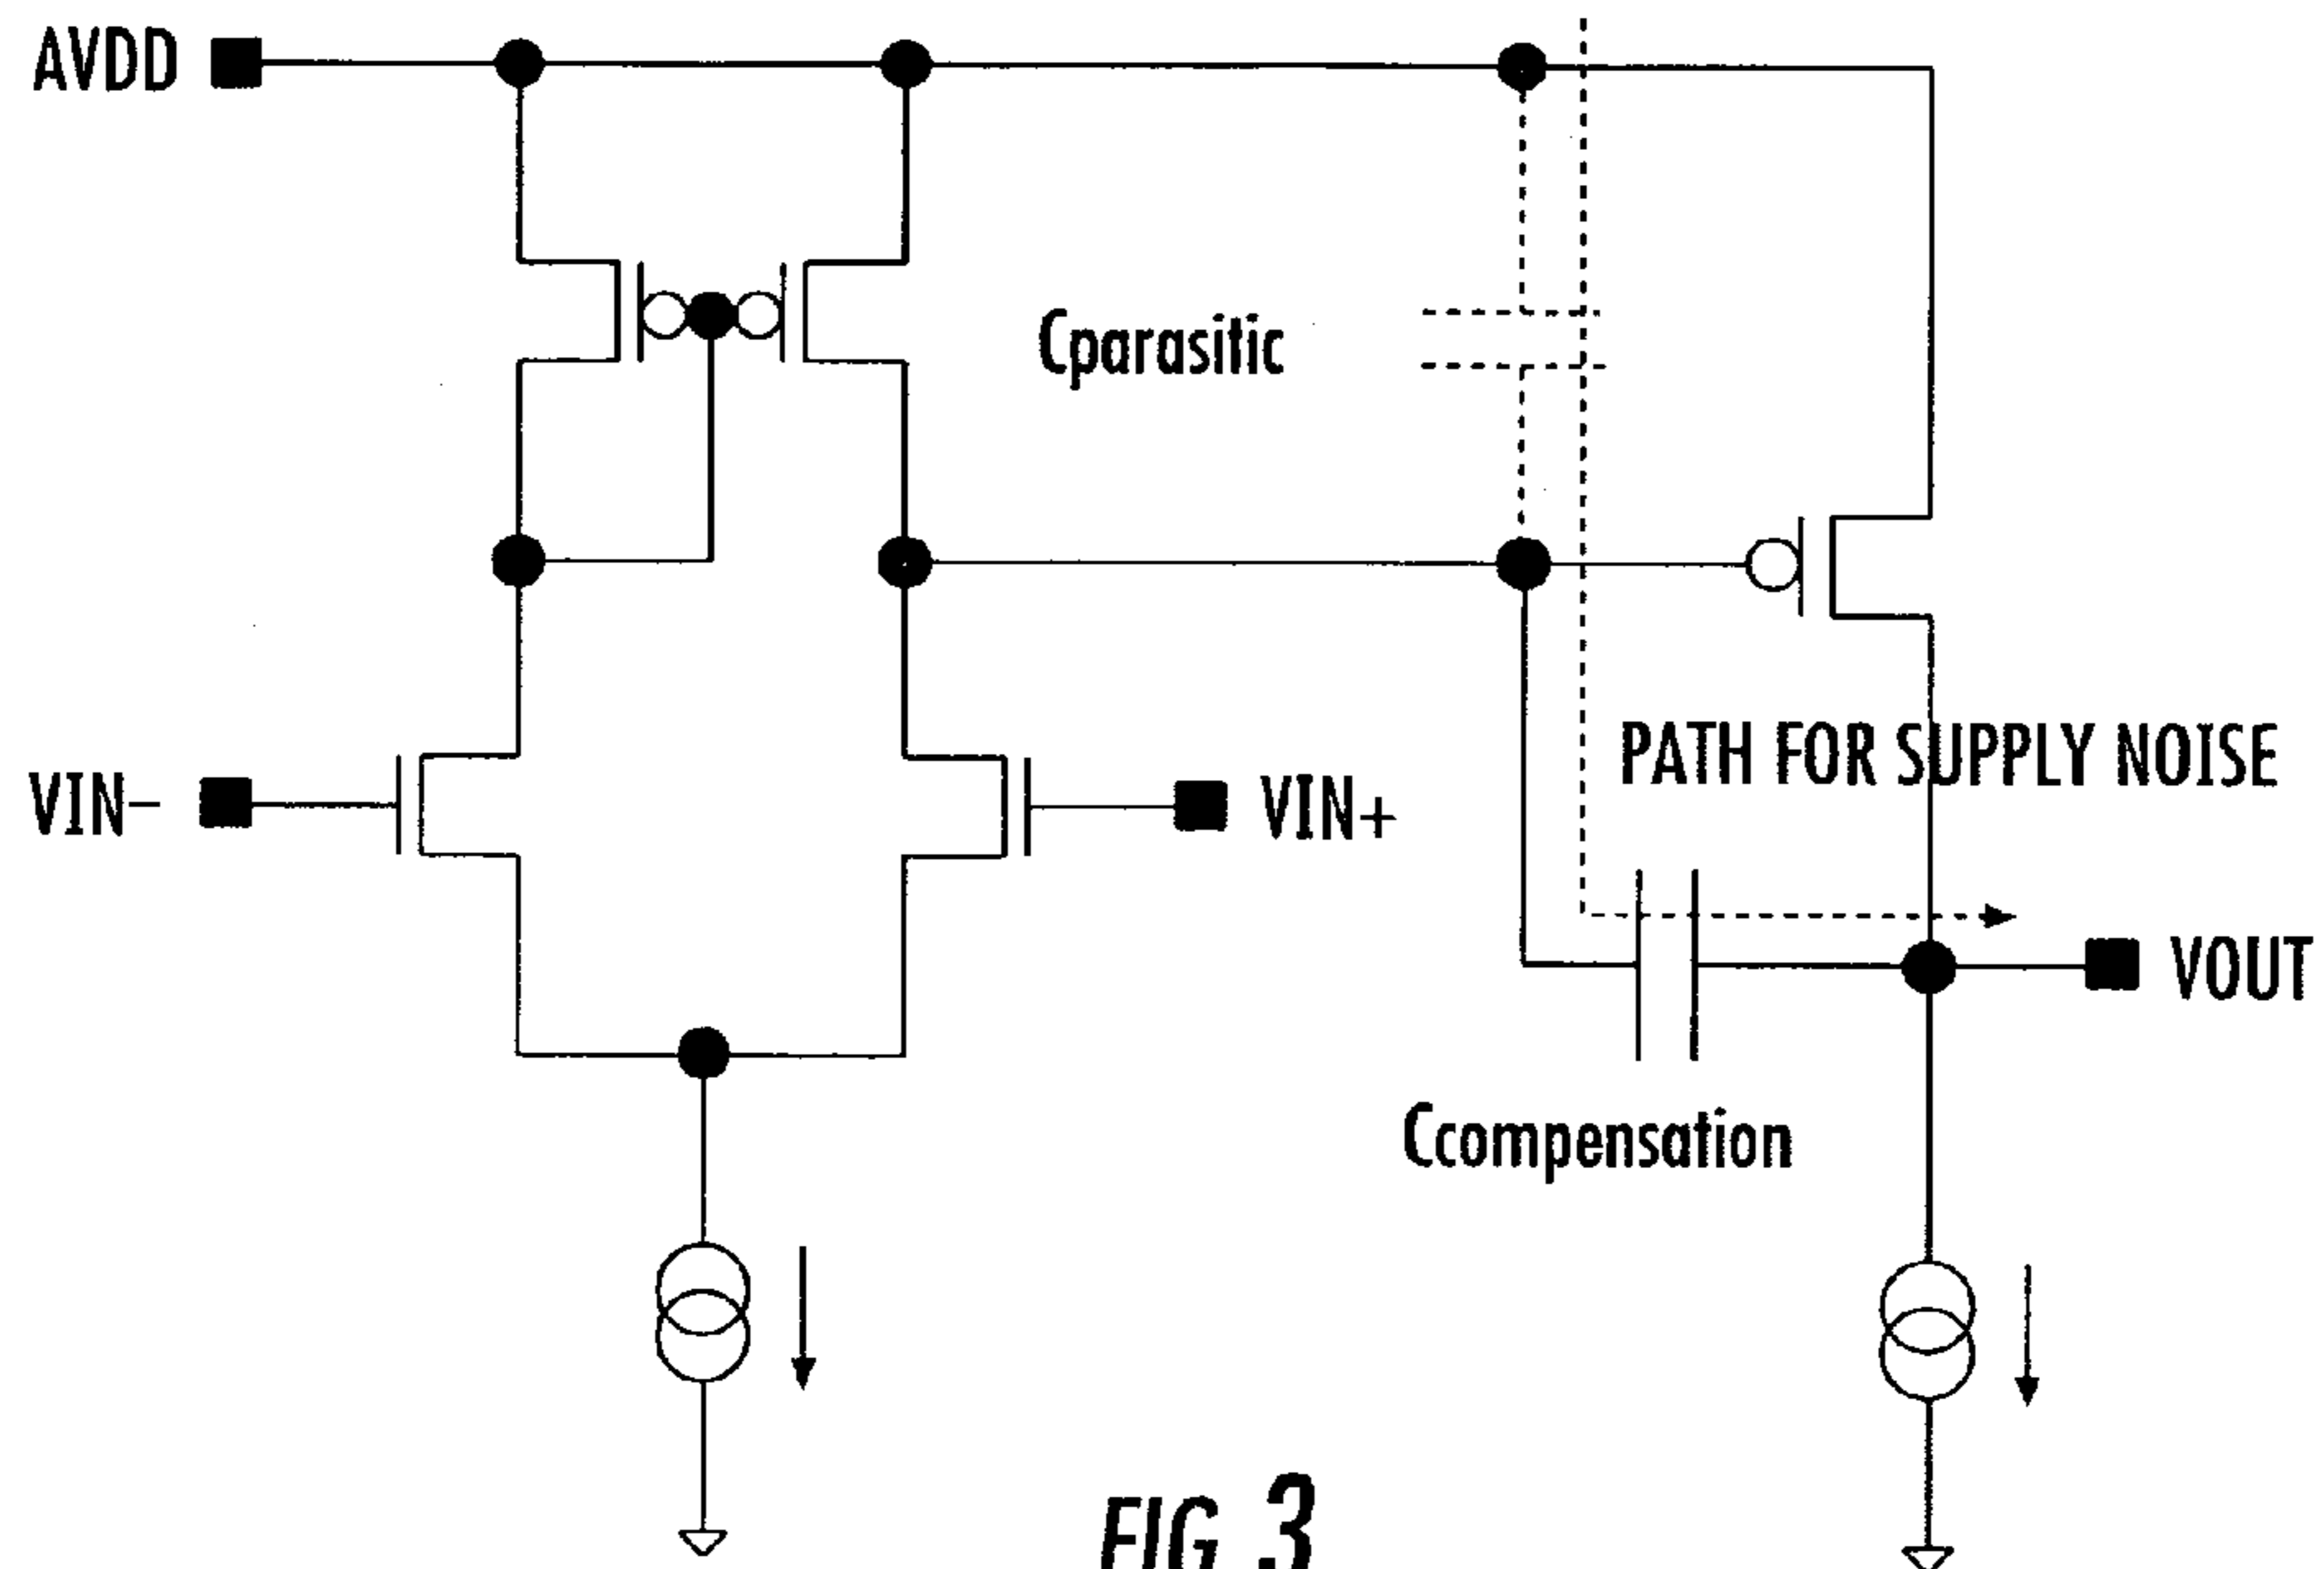 AVDD
Cparasitic
PATH FOR SUPPLY NOISE
VIN-
VIN+
VOUT
Ccompensation
FIG. 3